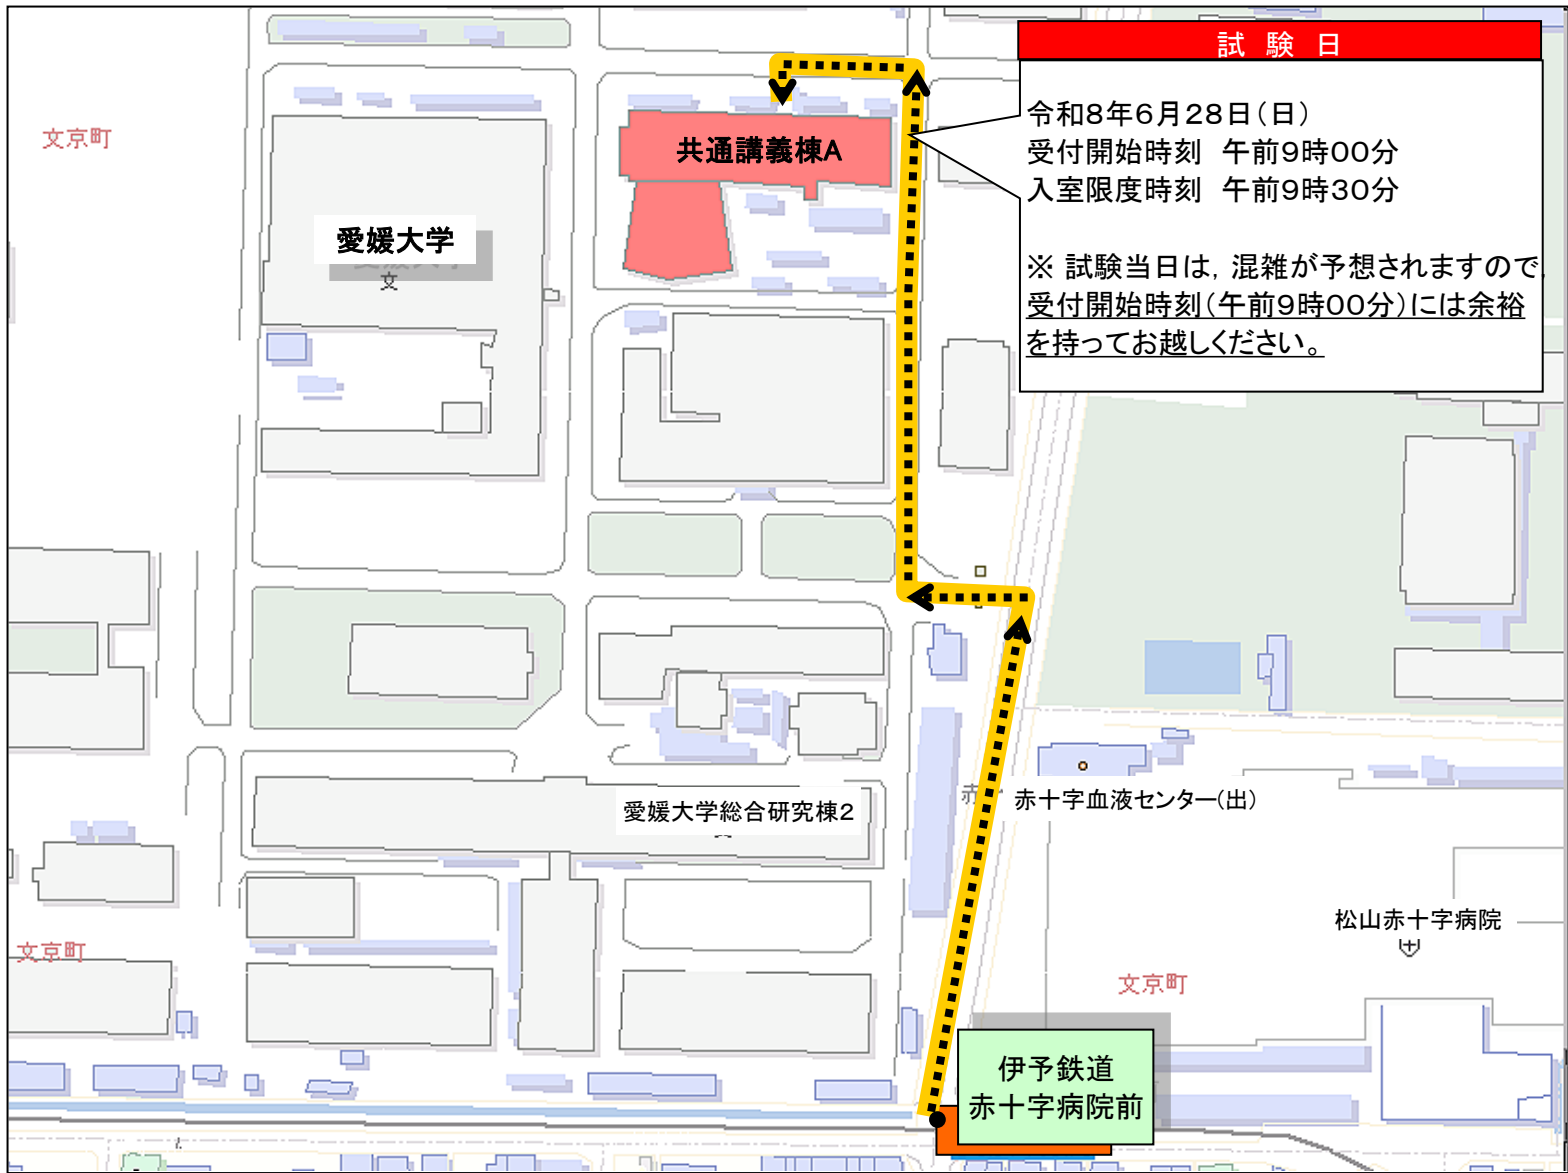 試 験 日
令和8年6月28日(日)
受付開始時刻 午前9時00分
入室限度時刻 午前9時30分
※ 試験当日は, 混雑が予想されますので,
受付開始時刻(午前9時00分)には余裕
を持ってお越しください。
文京町
共通講義棟A
愛媛大学
文
愛媛大学総合研究棟2
赤十字血液センター(出)
松山赤十字病院
文京町
文京町
伊予鉄道
赤十字病院前